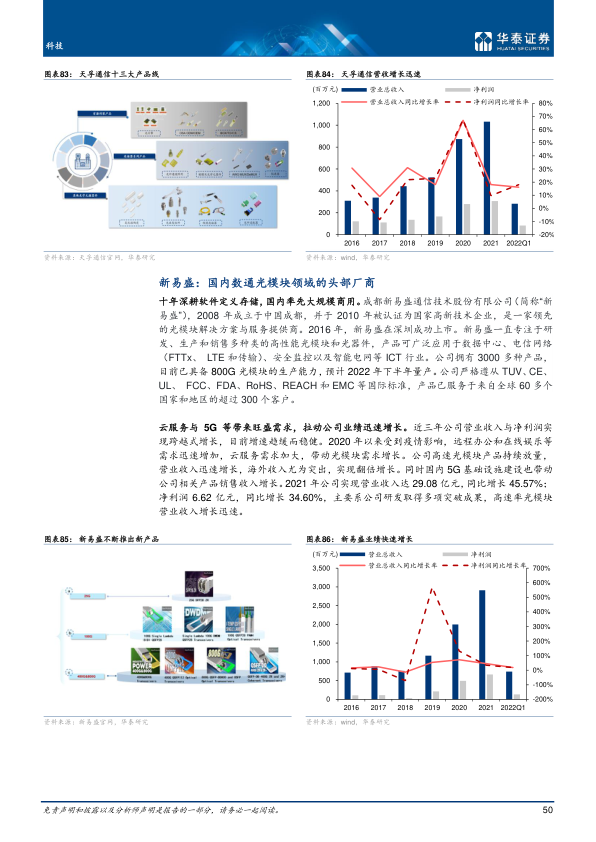 科技
华泰证券
HUATAI SECURITIES
图表83： 天孚通信十三大产品线
图表84： 天孚通信营收增长迅速
(百万元)
营业总收入
净利润
营业总收入同比增长率
净利润同比增长率
1,200
1,000
800
600
400
200
0
80%
70%
60%
50%
40%
30%
20%
10%
0%
-10%
-20%
2016 2017 2018 2019 2020 2021 2022Q1
资料来源：天孚通信官网，华泰研究
资料来源：wind，华泰研究
新易盛：国内数通光模块领域的头部厂商
十年深耕软件定义存储，国内率先大规模商用。成都新易盛通信技术股份有限公司（简称“新
易盛”），2008 年成立于中国成都，并于 2010 年被认证为国家高新技术企业，是一家领先
的光模块解决方案与服务提供商。2016 年，新易盛在深圳成功上市。新易盛一直专注于研
发、生产和销售多种类的高性能光模块和光器件，产品可广泛应用于数据中心、电信网络
（FTTx、 LTE 和传输）、安全监控以及智能电网等 ICT 行业。公司拥有 3000 多种产品，
目前已具备 800G 光模块的生产能力，预计 2022 年下半年量产。公司严格遵从 TUV、CE、
UL、 FCC、FDA、RoHS、REACH 和 EMC 等国际标准，产品已服务于来自全球 60 多个
国家和地区的超过 300 个客户。
云服务与 5G 等带来旺盛需求，拉动公司业绩迅速增长。近三年公司营业收入与净利润实
现跨越式增长，目前增速趋缓而稳健。2020 年以来受到疫情影响，远程办公和在线娱乐等
需求迅速增加，云服务需求加大，带动光模块需求增长。公司高速光模块产品持续放量，
营业收入迅速增长，海外收入尤为突出，实现翻倍增长。同时国内 5G 基础设施建设也带动
公司相关产品销售收入增长。2021 年公司实现营业收入达 29.08 亿元，同比增长 45.57%；
净利润 6.62 亿元，同比增长 34.60%，主要系公司研发取得多项突破成果，高速率光模块
营业收入增长迅速。
图表85： 新易盛不断推出新产品
图表86： 新易盛业绩快速增长
(百万元)
营业总收入
净利润
营业总收入同比增长率
净利润同比增长率
3,500
3,000
2,500
2,000
1,500
1,000
500
0
700%
600%
500%
400%
300%
200%
100%
0%
-100%
-200%
2016 2017 2018 2019 2020 2021 2022Q1
资料来源：新易盛官网，华泰研究
资料来源：wind，华泰研究
免责声明和披露以及分析师声明是报告的一部分，请务必一起阅读。
50